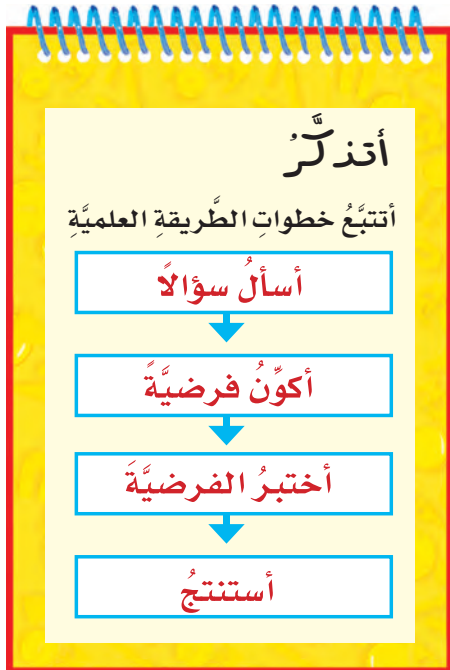 أتذكَّرُ
أتتبَّعُ خطواتِ الطَّريقةِ العلميَّةِ
أسألُ سؤالًا
أكوِّنُ فرضيَّةً
أختبرُ الفرضيَّةَ
أستنتجُ